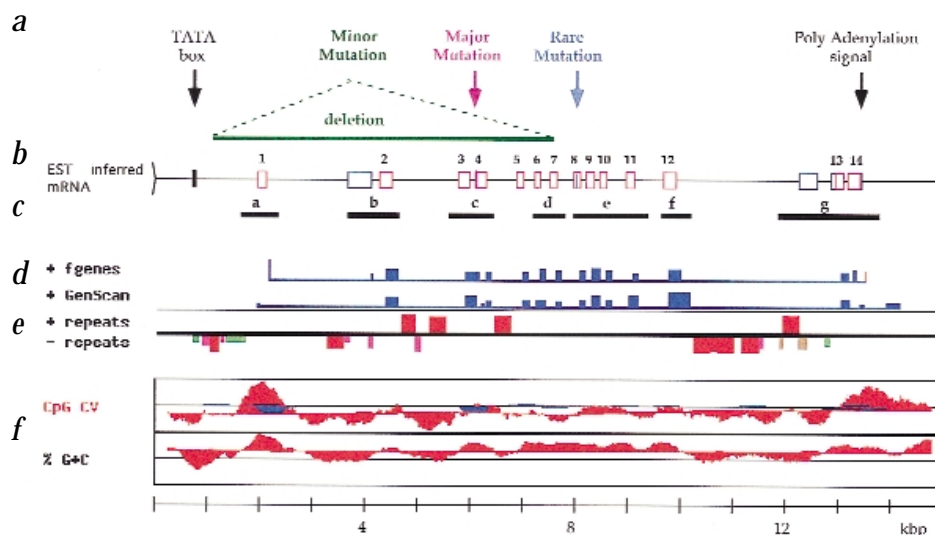 a
TATA box
Minor Mutation
Major Mutation
Rare Mutation
Poly Adenylation signal
deletion
b
EST inferred mRNA
1 2 3 4 5 6 7 8 9 10 11 12 13 14
c
a b c d e f g
d
+ fgenes
+ GenScan
e
+ repeats
- repeats
CpG CV
f
% G+C
4 8 12 kbp